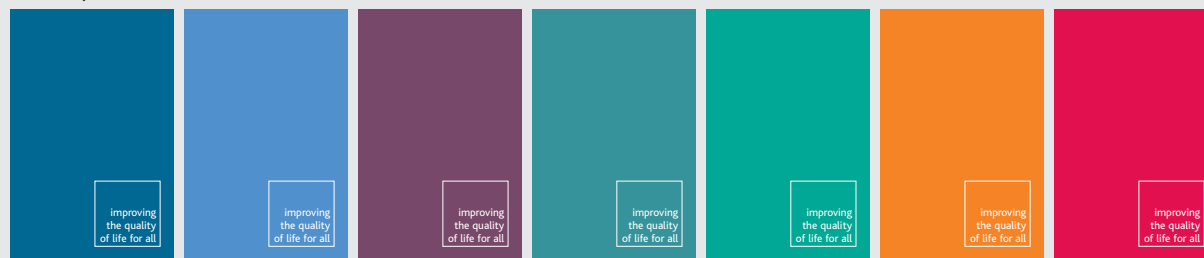 improving
the quality
of life for all
improving
the quality
of life for all
improving
the quality
of life for all
improving
the quality
of life for all
improving
the quality
of life for all
improving
the quality
of life for all
improving
the quality
of life for all